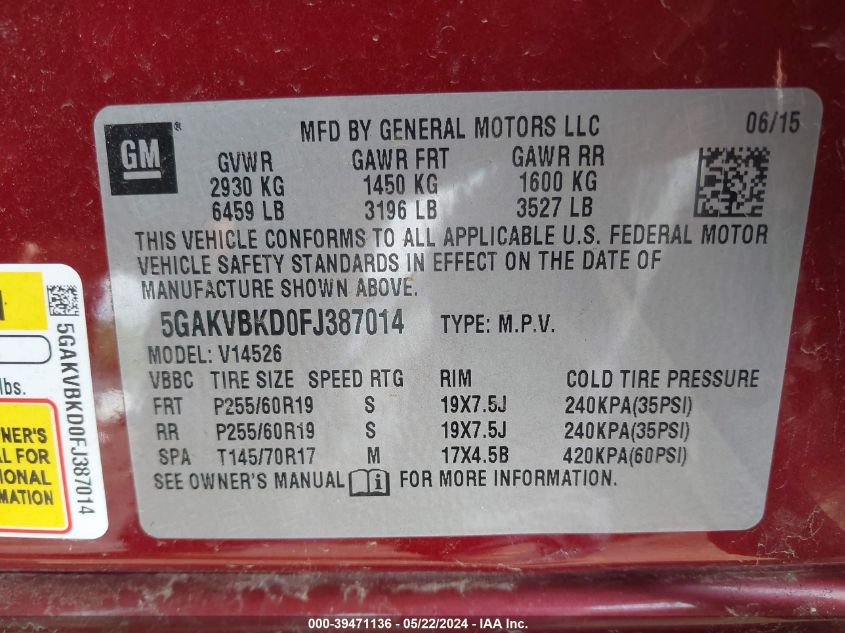 GM
®
MFD BY GENERAL MOTORS LLC 06/15
GVWR GAWR FRT GAWR RR
2930 KG 1450 KG 1600 KG
6459 LB 3196 LB 3527 LB
THIS VEHICLE CONFORMS TO ALL APPLICABLE U.S. FEDERAL MOTOR
VEHICLE SAFETY STANDARDS IN EFFECT ON THE DATE OF
MANUFACTURE SHOWN ABOVE.
5GAKVBKD0FJ387014 TYPE: M.P.V.
MODEL: V14526
VBBC TIRE SIZE SPEED RTG RIM COLD TIRE PRESSURE
FRT P255/60R19 S 19X7.5J 240KPA(35PSI)
RR P255/60R19 S 19X7.5J 240KPA(35PSI)
SPA T145/70R17 M 17X4.5B 420KPA(60PSI)
SEE OWNER'S MANUAL FOR MORE INFORMATION.
5GAKVBKD0FJ387014
lbs.
NER'S
FOR
IONAL
MATION
000-39471136 - 05/22/2024 - IAA Inc.